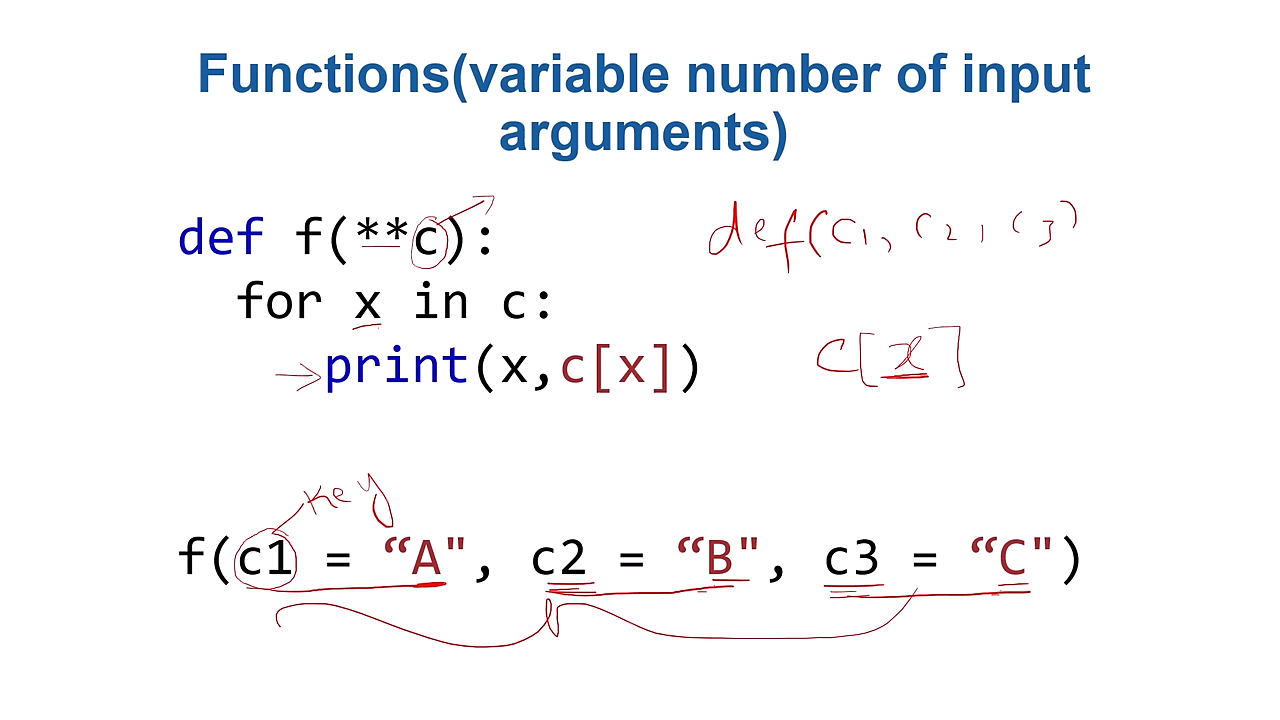 Functions(variable number of input
arguments)
def f(**c):
for x in c:
print(x,c[x])
def(c1, c2, c3)
c[x]
key
f(c1 = “A", c2 = “B", c3 = “C")